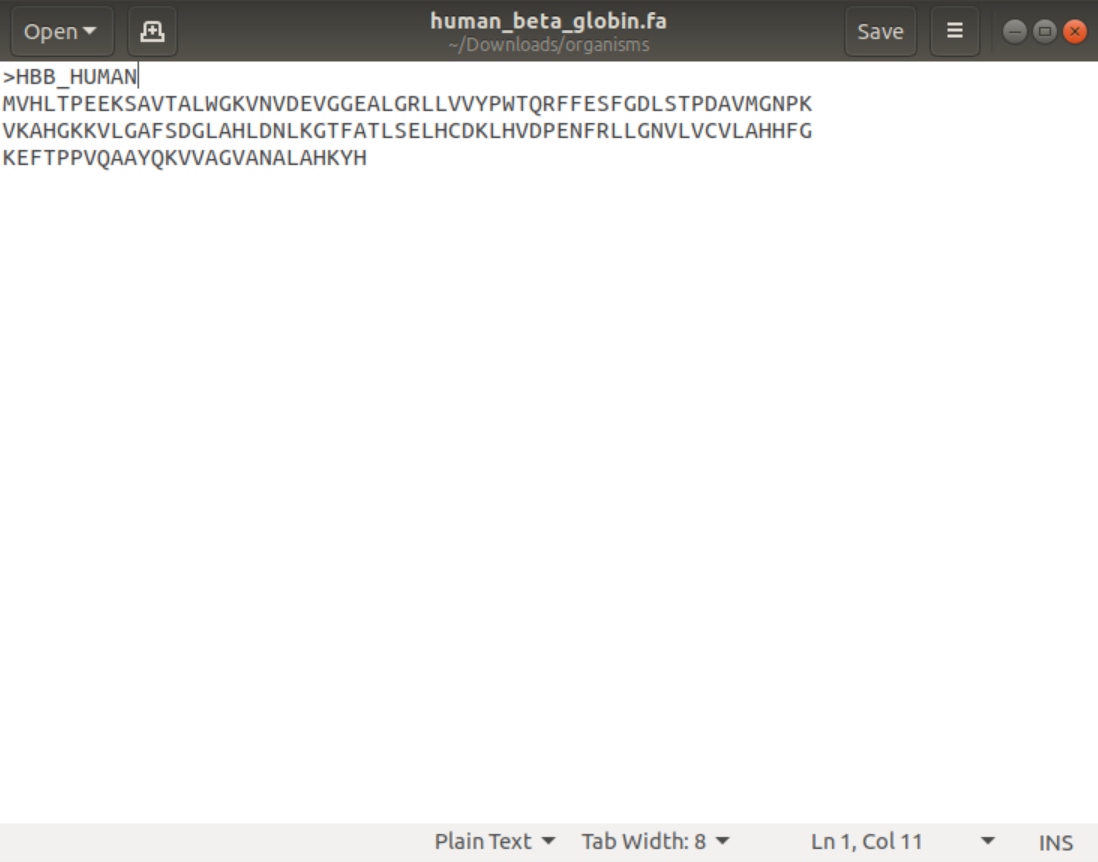 Open
human_beta_globin.fa
~/Downloads/organisms
Save
>HBB_HUMAN
MVHLTPEEKSAVTALWGKVNVDEVGGEALGRLLVVYPWTQRFFESFGDLSTPDAVMGNPK
VKAHGKKVLGAFSDGLAHLDNLKGTFATLSELHCDKLHVDPENFRLLGNVLVCVLAHHFG
KEFTPPVQAAYQKVVAGVANALAHKYH
Plain Text Tab Width: 8 Ln 1, Col 11 INS